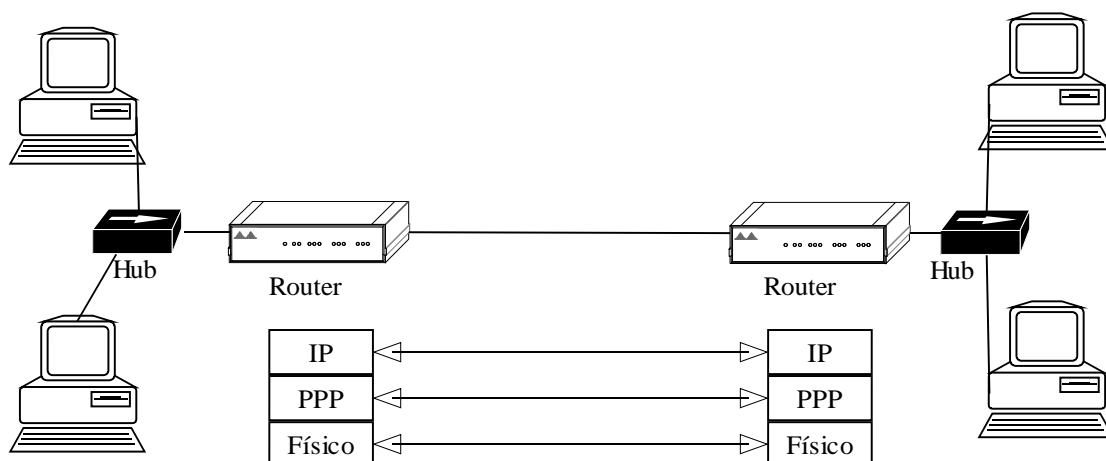 Hub
Hub
Router
Router
IP
IP
PPP
PPP
Físico
Físico